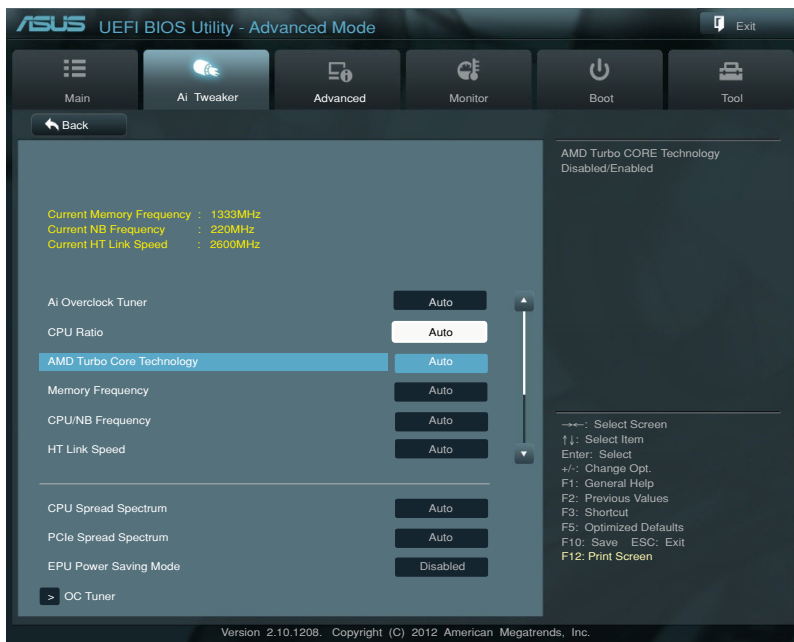 ASUS UEFI BIOS Utility - Advanced Mode
Exit
Main
Ai Tweaker
Advanced
Monitor
Boot
Tool
Back
Current Memory Frequency : 1333MHz
Current NB Frequency : 220MHz
Current HT Link Speed : 2600MHz
Ai Overclock Tuner Auto
CPU Ratio Auto
AMD Turbo Core Technology Auto
Memory Frequency Auto
CPU/NB Frequency Auto
HT Link Speed Auto
CPU Spread Spectrum Auto
PCIe Spread Spectrum Auto
EPU Power Saving Mode Disabled
> OC Tuner
AMD Turbo CORE Technology
Disabled/Enabled
→←: Select Screen
↑↓: Select Item
Enter: Select
+/-: Change Opt.
F1: General Help
F2: Previous Values
F3: Shortcut
F5: Optimized Defaults
F10: Save ESC: Exit
F12: Print Screen
Version 2.10.1208. Copyright (C) 2012 American Megatrends, Inc.